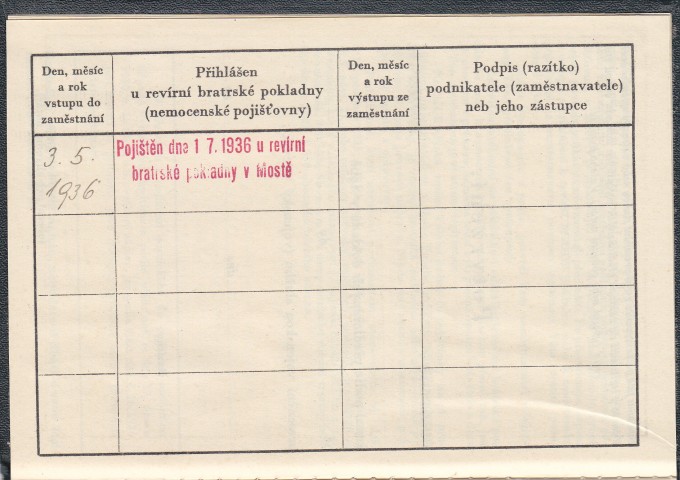 Den, měsíc
a rok
vstupu do
zaměstnání
Přihlášen
u revírní bratrské pokladny
(nemocenské pojišťovny)
Den, měsíc
a rok
výstupu ze
zaměstnání
Podpis (razítko)
podnikatele (zaměstnavatele)
neb jeho zástupce
3. 5.
1936
Pojištěn dne 1 7. 1936 u revírní
bratrské pokladny v Mostě